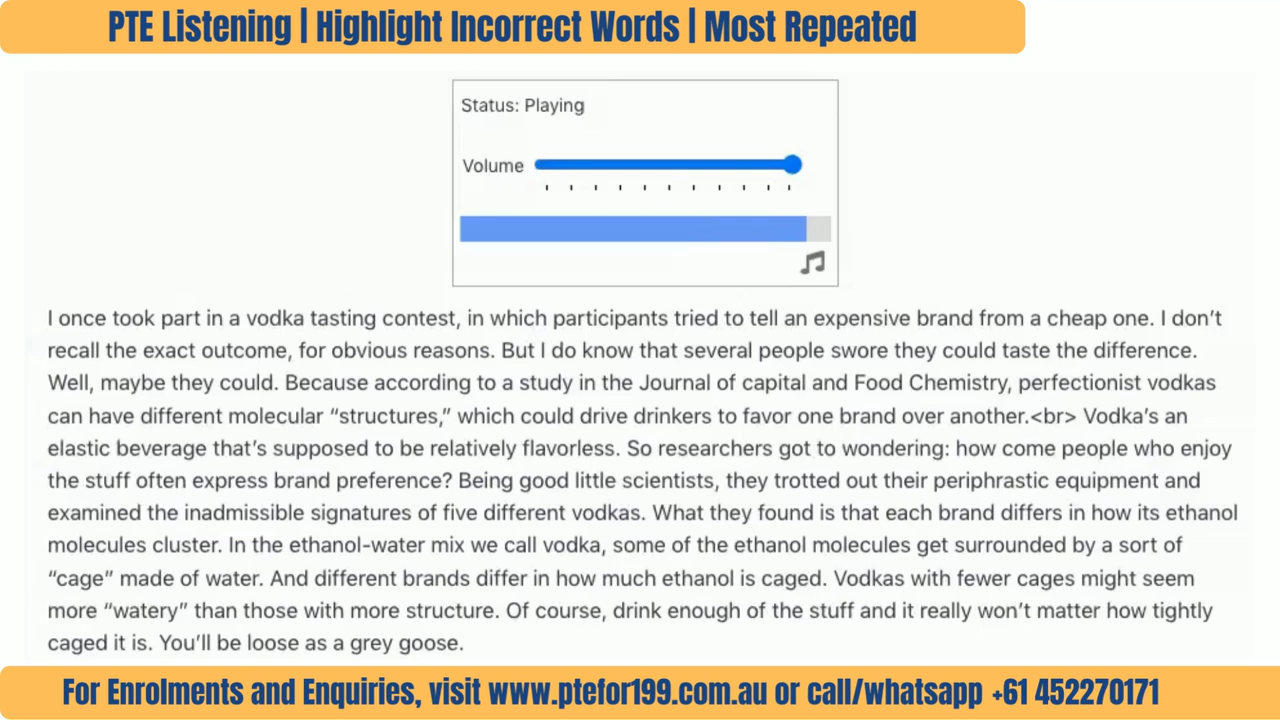 PTE Listening | Highlight Incorrect Words | Most Repeated
Status: Playing
Volume
I once took part in a vodka tasting contest, in which participants tried to tell an expensive brand from a cheap one. I don’t
recall the exact outcome, for obvious reasons. But I do know that several people swore they could taste the difference.
Well, maybe they could. Because according to a study in the Journal of capital and Food Chemistry, perfectionist vodkas
can have different molecular “structures,” which could drive drinkers to favor one brand over another.<br> Vodka’s an
elastic beverage that’s supposed to be relatively flavorless. So researchers got to wondering: how come people who enjoy
the stuff often express brand preference? Being good little scientists, they trotted out their periphrastic equipment and
examined the inadmissible signatures of five different vodkas. What they found is that each brand differs in how its ethanol
molecules cluster. In the ethanol-water mix we call vodka, some of the ethanol molecules get surrounded by a sort of
“cage” made of water. And different brands differ in how much ethanol is caged. Vodkas with fewer cages might seem
more “watery” than those with more structure. Of course, drink enough of the stuff and it really won’t matter how tightly
caged it is. You’ll be loose as a grey goose.
For Enrolments and Enquiries, visit www.ptefor199.com.au or call/whatsapp +61 452270171